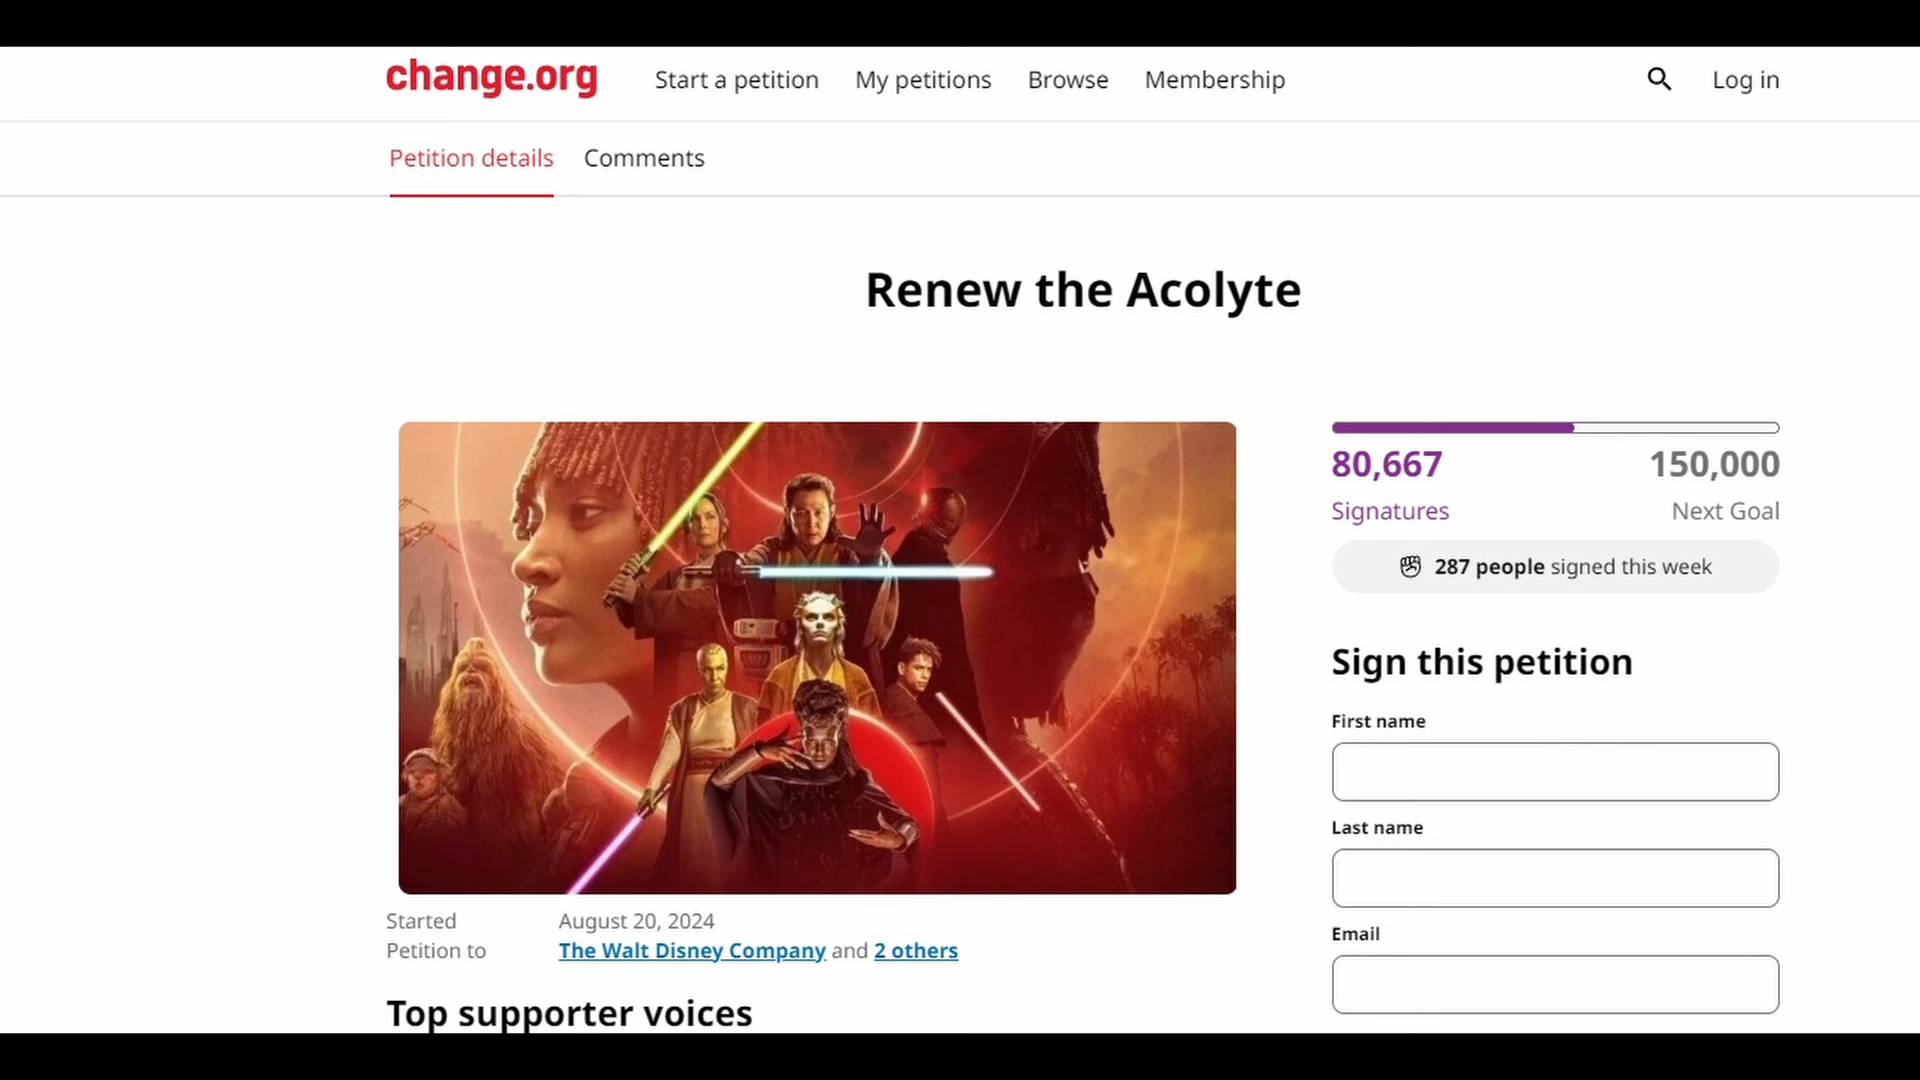 change.org Start a petition My petitions Browse Membership Log in
Petition details Comments
Renew the Acolyte
80,667 150,000
Signatures Next Goal
287 people signed this week
Sign this petition
First name
Last name
Email
Started August 20, 2024
Petition to The Walt Disney Company and 2 others
Top supporter voices